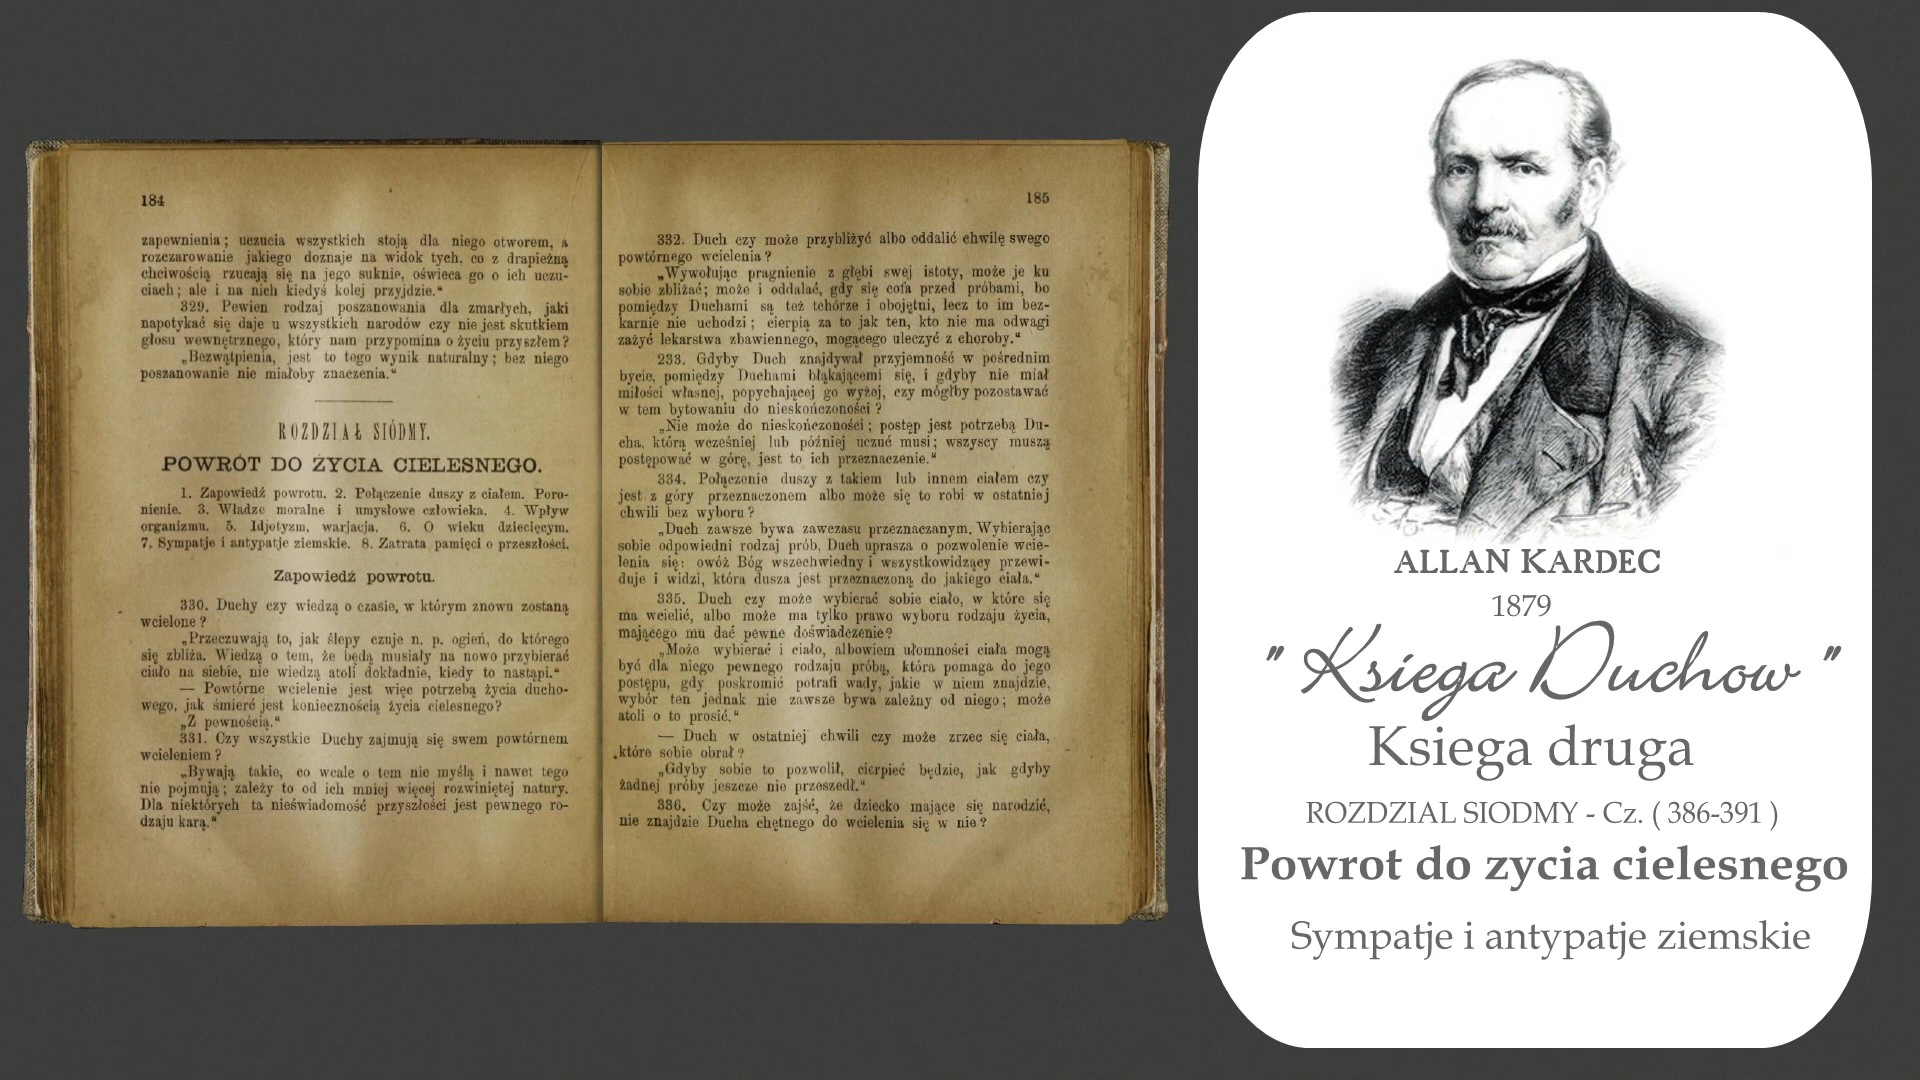 184
zapewnienia; uczucia wszystkich stoją dla niego otworem, a
rozczarowanie jakiego doznaje na widok tych, co z drapieżną
chciwością rzucają się na jego suknie, oświeca go o ich uczu-
ciach; ale i na nich kiedyś kolej przyjdzie.“
329. Pewien rodzaj poszanowania dla zmarłych, jaki
napotykać się daje u wszystkich narodów czy nie jest skutkiem
głosu wewnętrznego, który nam przypomina o życiu przyszłem?
„Bezwątpienia, jest to tego wynik naturalny; bez niego
poszanowanie nie miałoby znaczenia.“
ROZDZIAŁ SIÓDMY.
POWRÓT DO ŻYCIA CIELESNEGO.
1. Zapowiedź powrotu. 2. Połączenie duszy z ciałem. Poro-
nienie. 3. Władze moralne i umysłowe człowieka. 4. Wpływ
organizmu. 5. Idjotyzm, warjacja. 6. O wieku dziecięcym.
7. Sympatje i antypatje ziemskie. 8. Zatrata pamięci o przeszłości.
Zapowiedź powrotu.
330. Duchy czy wiedzą o czasie, w którym znowu zostaną
wcielone?
„Przeczuwają to, jak ślepy czuje n. p. ogień, do którego
się zbliża. Wiedzą o tem, że będą musiały na nowo przybierać
ciało na siebie, nie wiedzą atoli dokładnie, kiedy to nastąpi.“
— Powtórne wcielenie jest więc potrzebą życia ducho-
wego, jak śmierć jest koniecznością życia cielesnego?
„Z pewnością.“
331. Czy wszystkie Duchy zajmują się swem powtórnem
wcieleniem?
„Bywają takie, co wcale o tem nie myślą i nawet tego
nie pojmują; zależy to od ich mniej więcej rozwiniętej natury.
Dla niektórych ta nieświadomość przyszłości jest pewnego ro-
dzaju karą.“
185
332. Duch czy może przybliżyć albo oddalić chwilę swego
powtórnego wcielenia?
„Wywołując pragnienie z głębi swej istoty, może je ku
sobie zbliżać; może i oddalać, gdy się cofa przed próbami, bo
pomiędzy Duchami są też tchórze i obojętni, lecz to im bez-
karnie nie uchodzi; cierpią za to jak ten, kto nie ma odwagi
zażyć lekarstwa zbawiennego, mogącego uleczyć z choroby.“
233. Gdyby Duch znajdywał przyjemność w pośrednim
bycie, pomiędzy Duchami błąkającemi się, i gdyby nie miał
miłości własnej, popychającej go wyżej, czy mógłby pozostawać
w tem bytowaniu do nieskończoności?
„Nie może do nieskończoności; postęp jest potrzebą Du-
cha, którą wcześniej lub później uczuć musi; wszyscy muszą
postępować w górę, jest to ich przeznaczenie.“
334. Połączenie duszy z takiem lub innem ciałem czy
jest z góry przeznaczonem albo może się to robi w ostatniej
chwili bez wyboru?
„Duch zawsze bywa zawczasu przeznaczanym. Wybierając
sobie odpowiedni rodzaj prób, Duch uprasza o pozwolenie wcie-
lenia się: owóż Bóg wszechwiedny i wszystkowidzący przewi-
duje i widzi, która dusza jest przeznaczoną do jakiego ciała.“
335. Duch czy może wybierać sobie ciało, w które się
ma wcielić, albo może ma tylko prawo wyboru rodzaju życia,
mającego mu dać pewne doświadczenie?
„Może wybierać i ciało, albowiem ułomności ciała mogą
być dla niego pewnego rodzaju próbą, która pomaga do jego
postępu, gdy poskromić potrafi wady, jakie w niem znajdzie,
wybór ten jednak nie zawsze bywa zależny od niego; może
atoli o to prosić.“
— Duch w ostatniej chwili czy może zrzec się ciała,
które sobie obrał?
„Gdyby sobie to pozwolił, cierpieć będzie, jak gdyby
żadnej próby jeszcze nie przeszedł.“
336. Czy może zajść, że dziecko mające się narodzić,
nie znajdzie Ducha chętnego do wcielenia się w nie?
ALLAN KARDEC
1879
" Ksiega Duchow "
Ksiega druga
ROZDZIAL SIODMY - Cz. ( 386-391 )
Powrot do zycia cielesnego
Sympatje i antypatje ziemskie